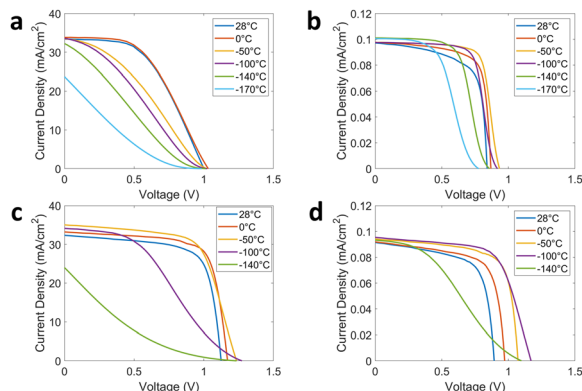 a
40
30
20
10
0
Current Density (mA/cm²)
0
0.5
1
1.5
Voltage (V)
28°C
0°C
-50°C
-100°C
-140°C
-170°C
b
0.12
0.1
0.08
0.06
0.04
0.02
0
Current Density (mA/cm²)
0
0.5
1
1.5
Voltage (V)
28°C
0°C
-50°C
-100°C
-140°C
-170°C
c
40
30
20
10
0
Current Density (mA/cm²)
0
0.5
1
1.5
Voltage (V)
28°C
0°C
-50°C
-100°C
-140°C
d
0.12
0.1
0.08
0.06
0.04
0.02
0
Current Density (mA/cm²)
0
0.5
1
1.5
Voltage (V)
28°C
0°C
-50°C
-100°C
-140°C